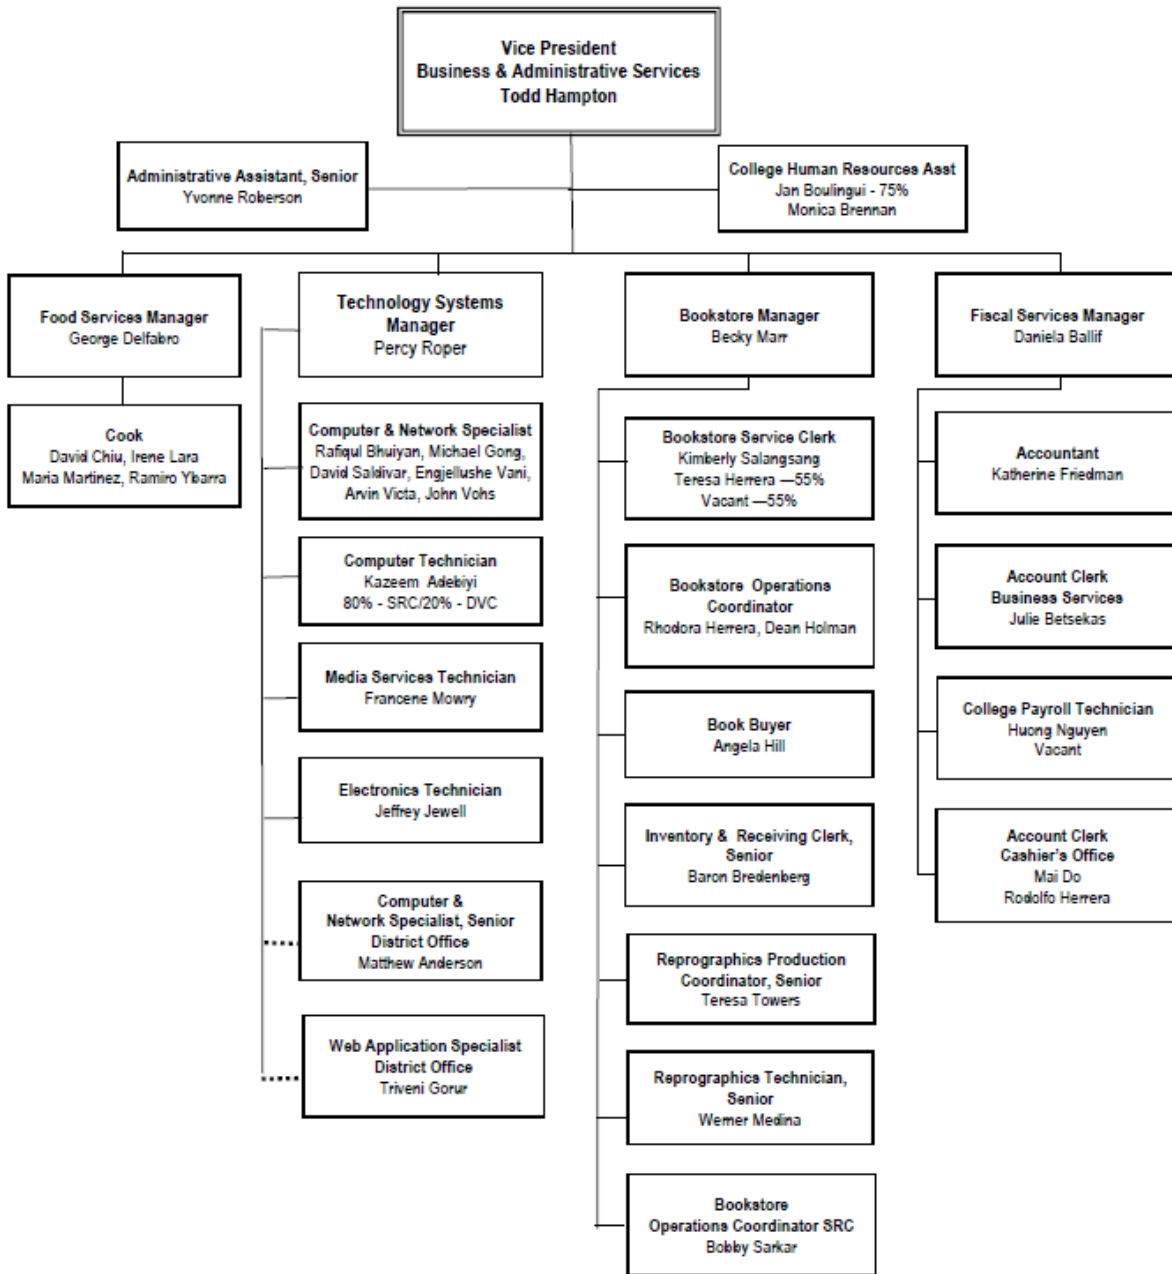 Vice President
Business & Administrative Services
Todd Hampton
Administrative Assistant, Senior
Yvonne Roberson
College Human Resources Asst
Jan Boulingui - 75%
Monica Brennan
Food Services Manager
George Delfabro
Cook
David Chiu, Irene Lara
Maria Martinez, Ramiro Ybarra
Technology Systems
Manager
Percy Roper
Computer & Network Specialist
Rafiqul Bhuiyan, Michael Gong,
David Saldivar, Engjellushe Vani,
Arvin Victa, John Vohs
Computer Technician
Kazeem Adebiyi
80% - SRC/20% - DVC
Media Services Technician
Francene Mowry
Electronics Technician
Jeffrey Jewell
Computer &
Network Specialist, Senior
District Office
Matthew Anderson
Web Application Specialist
District Office
Triveni Gorur
Bookstore Manager
Becky Marr
Bookstore Service Clerk
Kimberly Salangsang
Teresa Herrera —55%
Vacant —55%
Bookstore Operations
Coordinator
Rhodora Herrera, Dean Holman
Book Buyer
Angela Hill
Inventory & Receiving Clerk,
Senior
Baron Bredenberg
Reprographics Production
Coordinator, Senior
Teresa Towers
Reprographics Technician,
Senior
Werner Medina
Bookstore
Operations Coordinator SRC
Bobby Sarkar
Fiscal Services Manager
Daniela Ballif
Accountant
Katherine Friedman
Account Clerk
Business Services
Julie Betsekas
College Payroll Technician
Huong Nguyen
Vacant
Account Clerk
Cashier's Office
Mai Do
Rodolfo Herrera